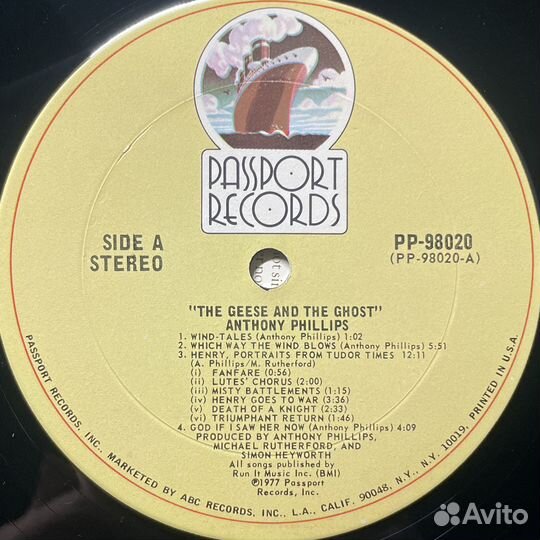 PASSPORT
RECORDS
SIDE A
STEREO
PP-98020
(PP-98020-A)
"THE GEESE AND THE GHOST"
ANTHONY PHILLIPS
1. WIND-TALES (Anthony Phillips) 1:02
2. WHICH WAY THE WIND BLOWS (Anthony Phillips) 5:51
3. HENRY, PORTRAITS FROM TUDOR TIMES 12:11
(A. Phillips/M. Rutherford)
(i) FANFARE (0:56)
(ii) LUTES' CHORUS (2:00)
(iii) MISTY BATTLEMENTS (1:15)
(iv) HENRY GOES TO WAR (3:36)
(v) DEATH OF A KNIGHT (2:33)
(vi) TRIUMPHANT RETURN (1:46)
4. GOD IF I SAW HER NOW (Anthony Phillips) 4:09
PRODUCED BY ANTHONY PHILLIPS,
MICHAEL RUTHERFORD, AND
SIMON HEYWORTH
All songs published by
Run It Music Inc. (BMI)
℗1977 Passport
Records, Inc.
PASSPORT RECORDS, INC., MARKETED BY ABC RECORDS, INC., L.A., CALIF. 90048, N.Y., N.Y. 10019, PRINTED IN U.S.A.
Avito